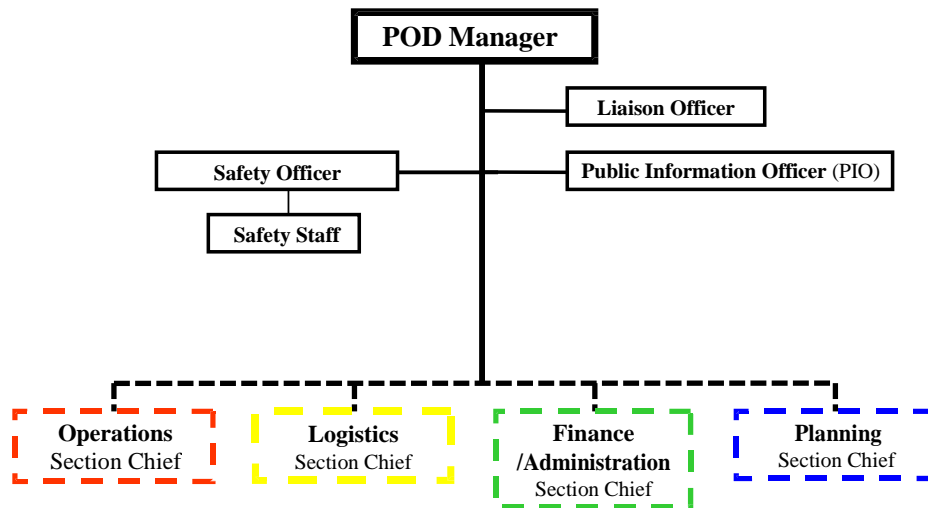 POD Manager
Liaison Officer
Safety Officer
Public Information Officer (PIO)
Safety Staff
Operations
Section Chief
Logistics
Section Chief
Finance
/Administration
Section Chief
Planning
Section Chief